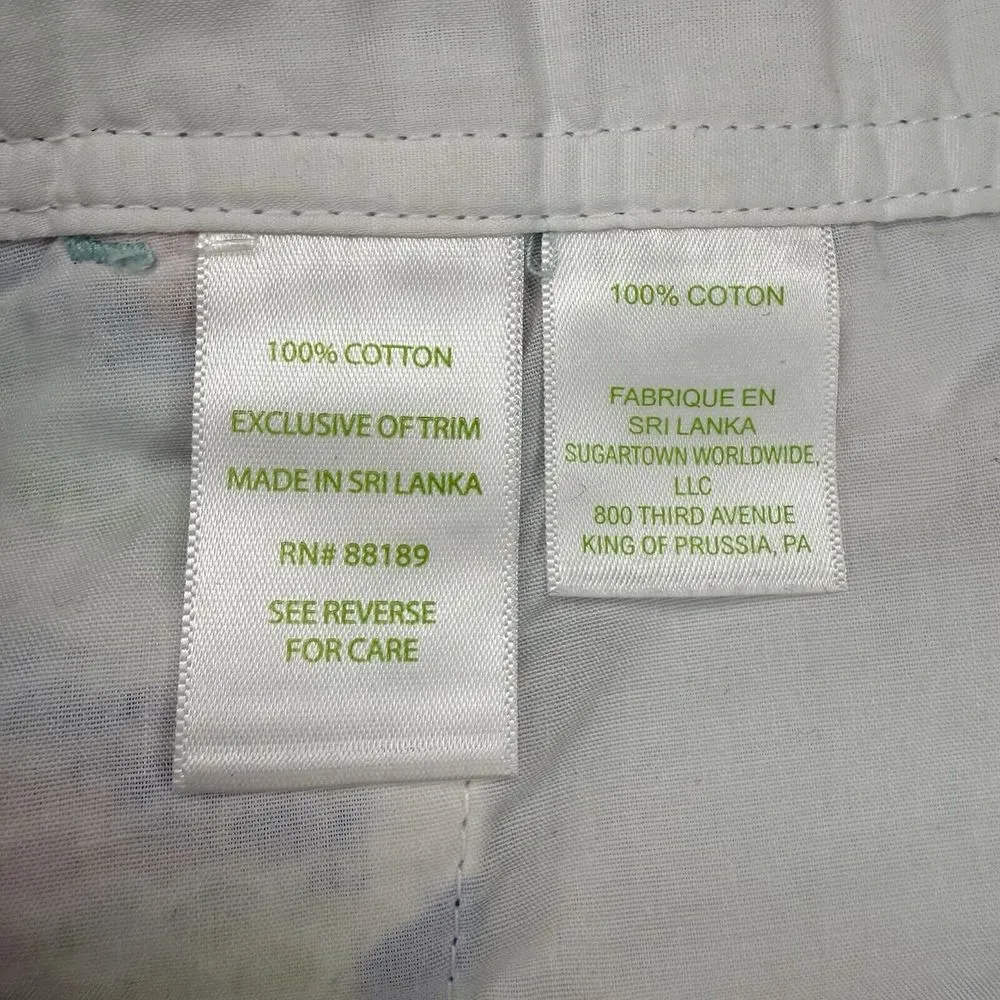 100% COTTON
EXCLUSIVE OF TRIM
MADE IN SRI LANKA
RN# 88189
SEE REVERSE
FOR CARE
100% COTON
FABRIQUE EN
SRI LANKA
SUGARTOWN WORLDWIDE,
LLC
800 THIRD AVENUE
KING OF PRUSSIA, PA